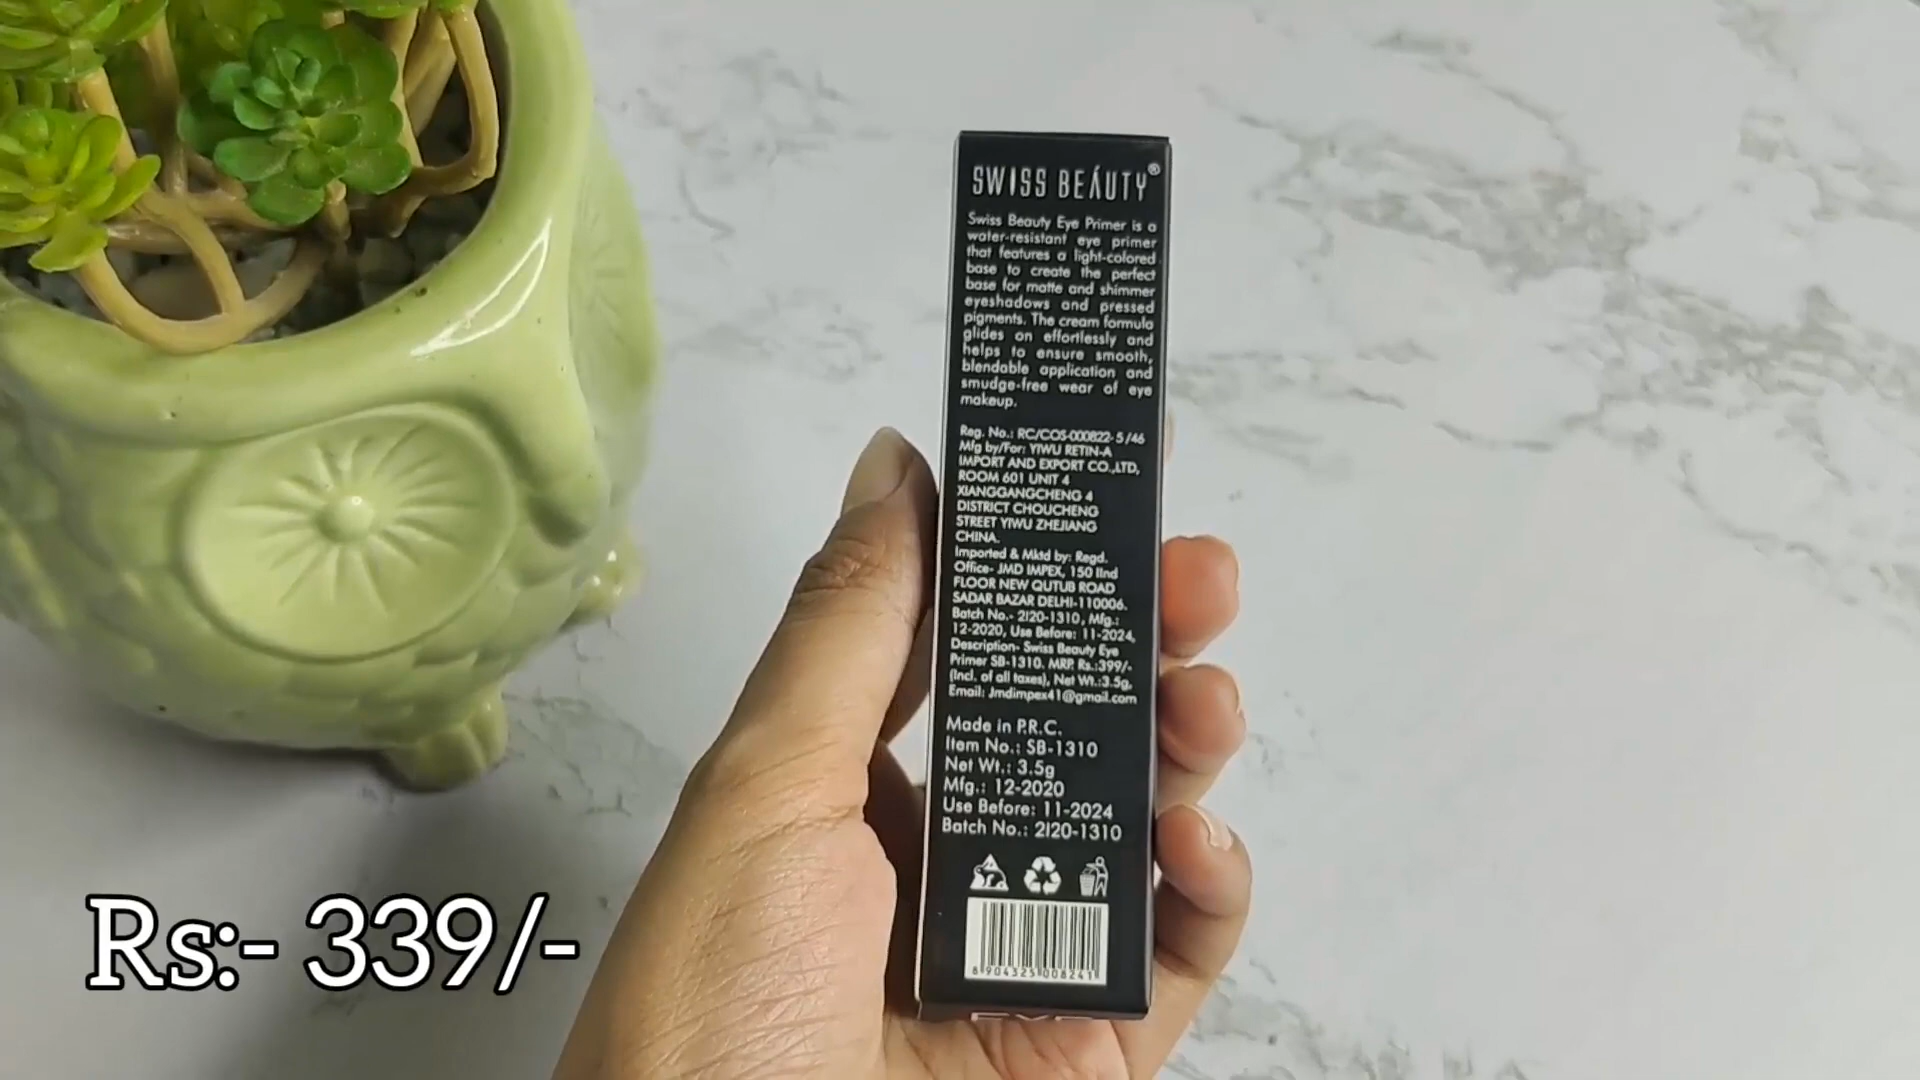 SWISS BEAUTY®
Swiss Beauty Eye Primer is a
water-resistant eye primer
that features a light-colored
base to create the perfect
base for matte and shimmer
eyeshadows and pressed
pigments. The cream formula
glides on effortlessly and
helps to ensure smooth,
blendable application and
smudge-free wear of eye
makeup.
Reg. No.: RC/COS-000822-5/46
Mfg by/For: YIWU RETIN-A
IMPORT AND EXPORT CO.,LTD,
ROOM 601 UNIT 4
XIANGGANGCHENG 4
DISTRICT CHOUCHENG
STREET YIWU ZHEJIANG
CHINA.
Imported & Mktd by: Regd.
Office- JMD IMPEX, 150 IInd
FLOOR NEW QUTUB ROAD
SADAR BAZAR DELHI-110006.
Batch No.- 2I20-1310, Mfg.:
12-2020, Use Before: 11-2024,
Description- Swiss Beauty Eye
Primer SB-1310. MRP. Rs.:399/-
(Incl. of all taxes), Net Wt.:3.5g,
Email: Jmdimpex41@gmail.com
Made in P.R.C.
Item No.: SB-1310
Net Wt.: 3.5g
Mfg.: 12-2020
Use Before: 11-2024
Batch No.: 2I20-1310
8 904325 008241
Rs:- 339/-